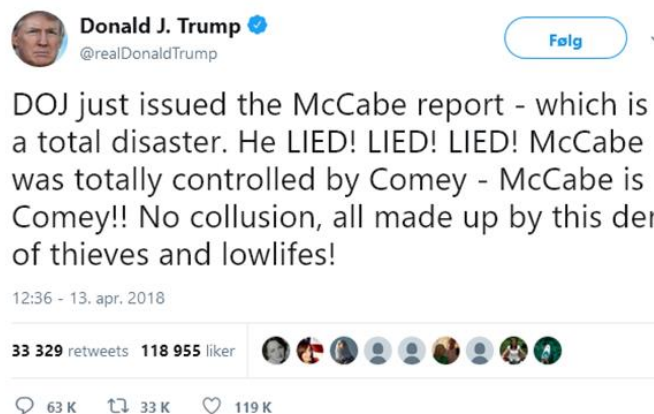 Donald J. Trump
@realDonaldTrump
Følg
DOJ just issued the McCabe report - which is
a total disaster. He LIED! LIED! LIED! McCabe
was totally controlled by Comey - McCabe is
Comey!! No collusion, all made up by this
of thieves and lowlifes!
12:36 - 13. apr. 2018
33 329 retweets 118 955 liker
63 K 33 K 119 K